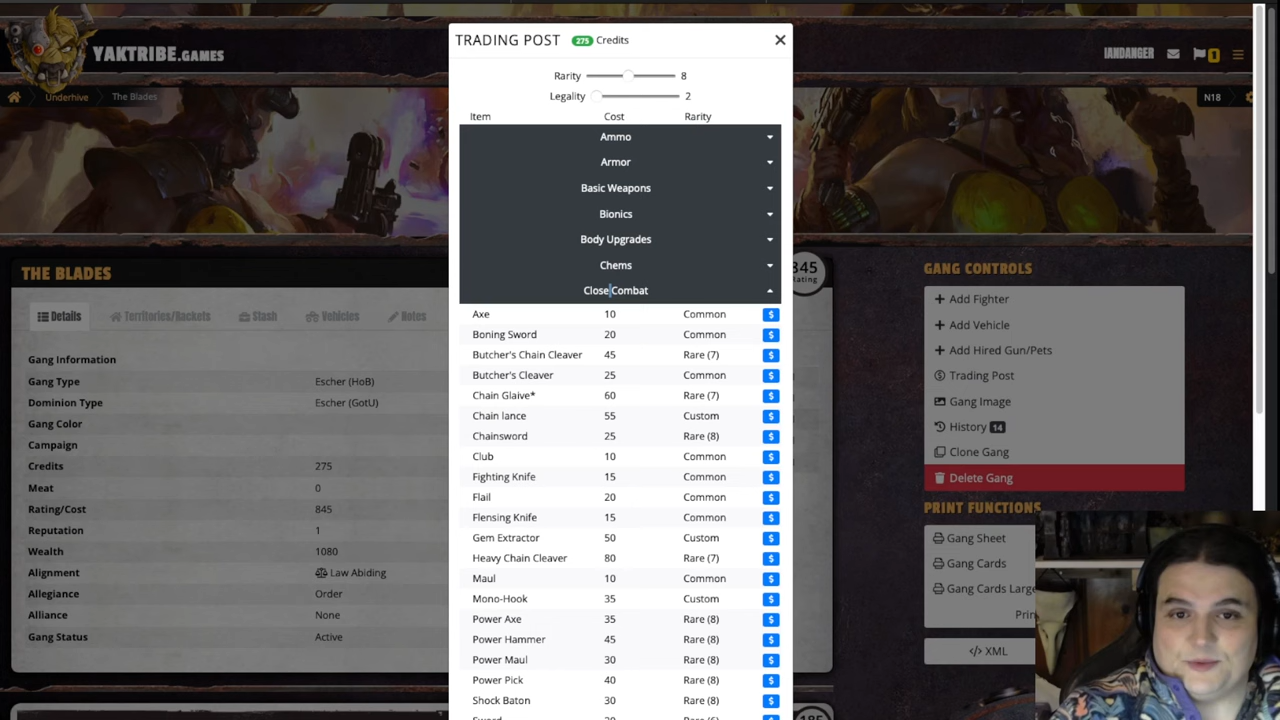 TRADING POST 275 Credits ×
Rarity 8
Legality 2
Item Cost Rarity
Ammo
Armor
Basic Weapons
Bionics
Body Upgrades
Chems
Close Combat
Axe 10 Common $
Boning Sword 20 Common $
Butcher's Chain Cleaver 45 Rare (7) $
Butcher's Cleaver 25 Common $
Chain Glaive* 60 Rare (7) $
Chain lance 55 Custom $
Chainsword 25 Rare (8) $
Club 10 Common $
Fighting Knife 15 Common $
Flail 20 Common $
Flensing Knife 15 Common $
Gem Extractor 50 Custom $
Heavy Chain Cleaver 80 Rare (7) $
Maul 10 Common $
Mono-Hook 35 Custom $
Power Axe 35 Rare (8) $
Power Hammer 45 Rare (8) $
Power Maul 30 Rare (8) $
Power Pick 40 Rare (8) $
Shock Baton 30 Rare (8) $
YAKTRIBE.GAMES
IANDANGER 1
Underhive The Blades
N18
THE BLADES
345
Rating
Details Territories/Rackets Stash Vehicles Notes
Gang Information
Gang Type Escher (HoB)
Dominion Type Escher (GotU)
Gang Color
Campaign
Credits 275
Meat 0
Rating/Cost 845
Reputation 1
Wealth 1080
Alignment Law Abiding
Allegiance Order
Alliance None
Gang Status Active
GANG CONTROLS
+ Add Fighter
+ Add Vehicle
+ Add Hired Gun/Pets
Trading Post
Gang Image
History 14
Clone Gang
Delete Gang
PRINT FUNCTIONS
Gang Sheet
Gang Cards
Gang Cards Large
</> XML